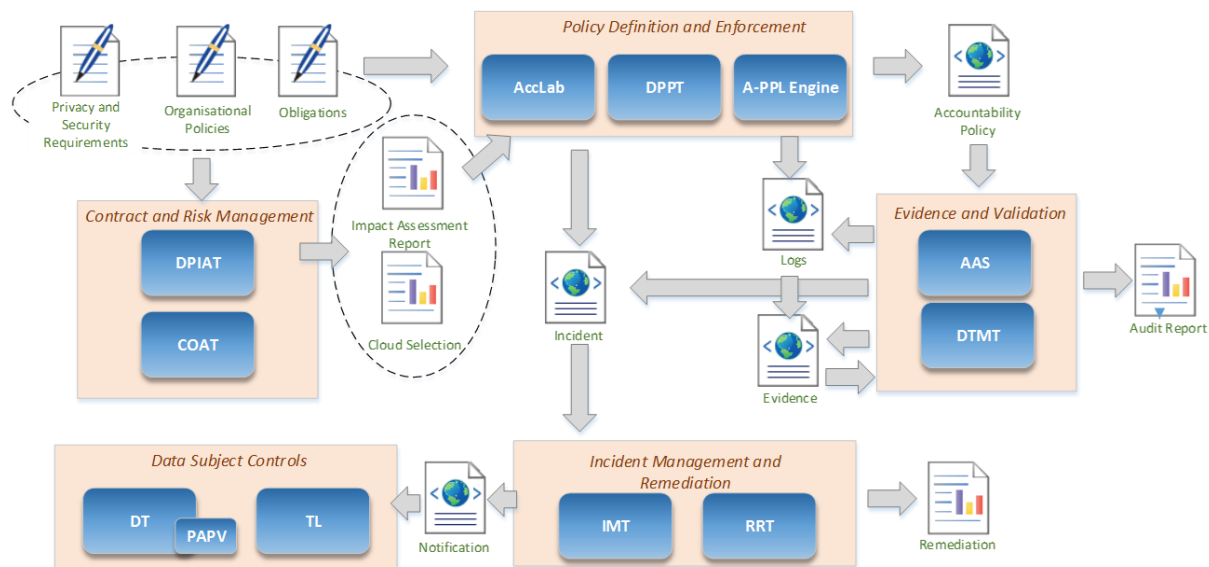 Policy Definition and Enforcement
AccLab
DPPT
A-PPL Engine
Privacy and
Security
Requirements
Organisational
Policies
Obligations
Accountability
Policy
Contract and Risk Management
DPIAT
COAT
Impact Assessment
Report
Cloud Selection
Incident
Logs
Evidence
Evidence and Validation
AAS
DTMT
Audit Report
Data Subject Controls
DT
PAPV
TL
Notification
Incident Management and
Remediation
IMT
RRT
Remediation